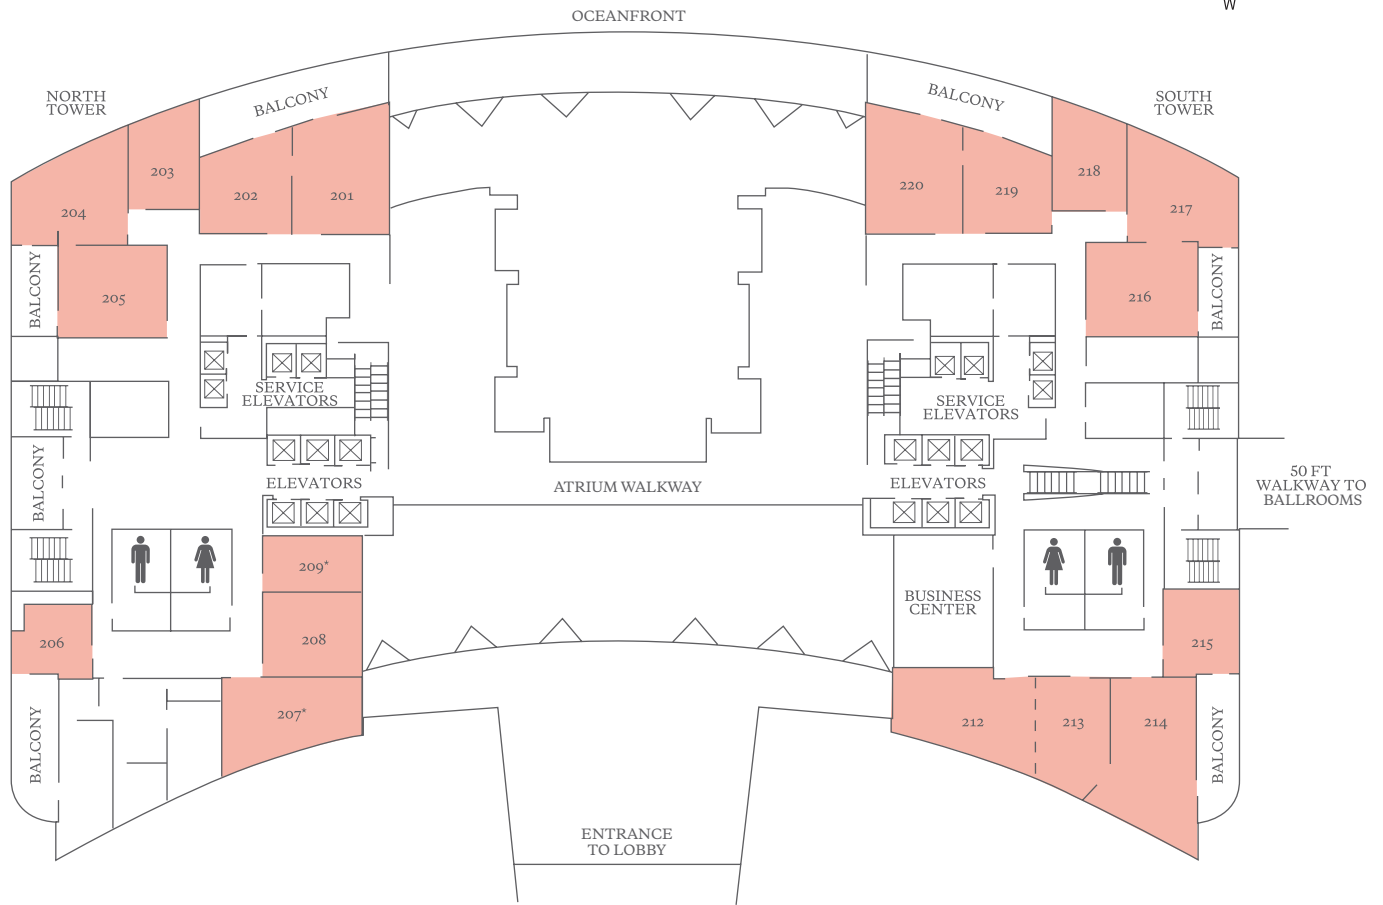 W
OCEANFRONT
NORTH
TOWER
BALCONY
BALCONY
SOUTH
TOWER
203
202
201
204
220
219
218
217
BALCONY
205
216
BALCONY
SERVICE
ELEVATORS
SERVICE
ELEVATORS
BALCONY
ELEVATORS
ATRIUM WALKWAY
ELEVATORS
50 FT
WALKWAY TO
BALLROOMS
209*
208
206
207*
BALCONY
BUSINESS
CENTER
215
212
213
214
BALCONY
ENTRANCE
TO LOBBY